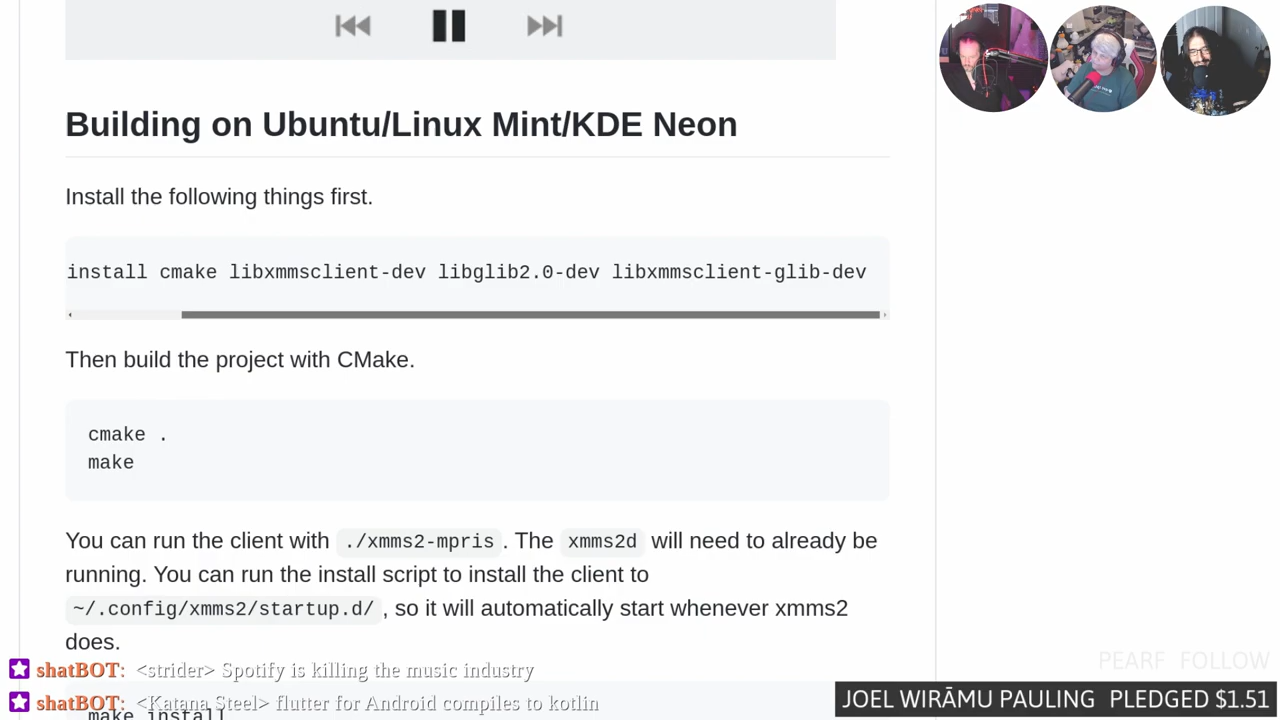 Building on Ubuntu/Linux Mint/KDE Neon
Install the following things first.
install cmake libxmmsclient-dev libglib2.0-dev libxmmsclient-glib-dev
Then build the project with CMake.
cmake .
make
You can run the client with ./xmms2-mpris. The xmms2d will need to already be
running. You can run the install script to install the client to
~/.config/xmms2/startup.d/, so it will automatically start whenever xmms2
does.
shatBOT: <strider> Spotify is killing the music industry
shatBOT: <Katana Steel> flutter for Android compiles to kotlin
make install
PEARF FOLLOW
JOEL WIRĀMU PAULING PLEDGED $1.51